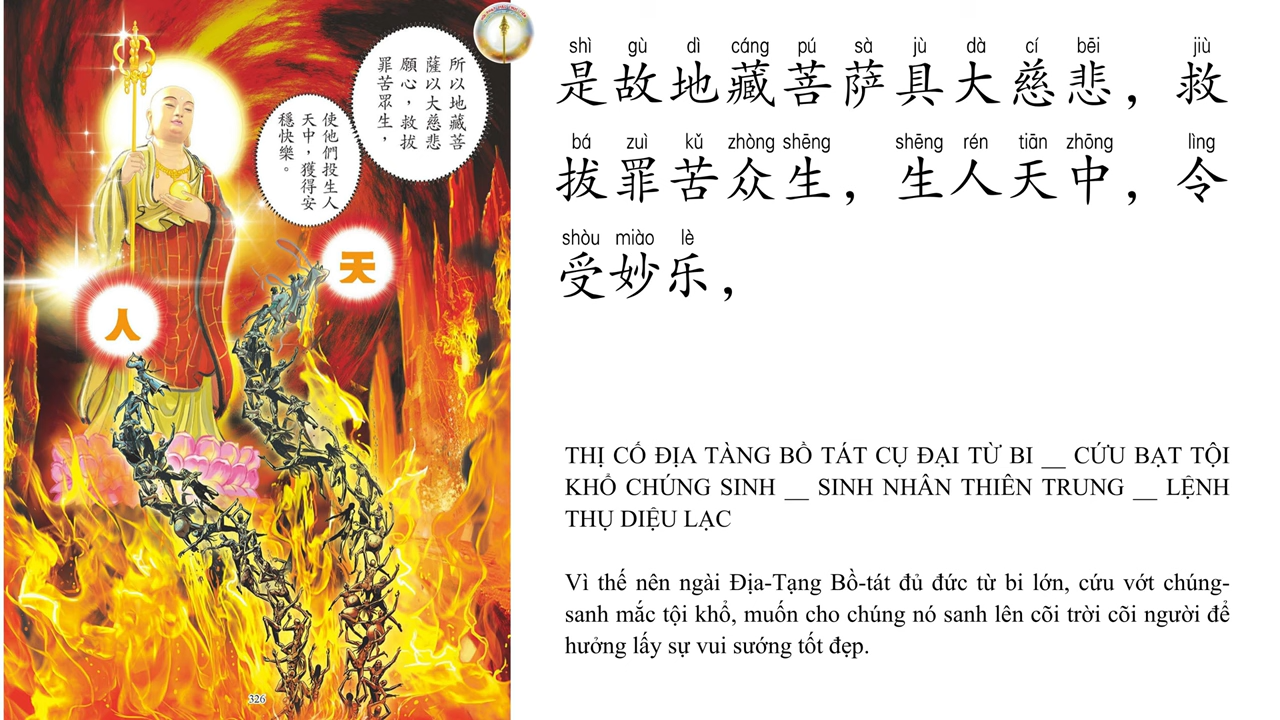 所以地藏菩
薩以大慈悲
願心，救拔
罪苦眾生，
使他們投生人
天中，獲得安
穩快樂。
天
人
326
shì gù dì cáng pú sà jù dà cí bēi jiù
是故地藏菩萨具大慈悲，救
bá zuì kǔ zhòng shēng shēng rén tiān zhōng lìng
拔罪苦众生，生人天中，令
shòu miào lè
受妙乐，
THỊ CỐ ĐỊA TÀNG BỒ TÁT CỤ ĐẠI TỪ BI __ CỨU BẠT TỘI
KHỔ CHÚNG SINH __ SINH NHÂN THIÊN TRUNG __ LỆNH
THỤ DIỆU LẠC
Vì thế nên ngài Địa-Tạng Bồ-tát đủ đức từ bi lớn, cứu vớt chúng-
sanh mắc tội khổ, muốn cho chúng nó sanh lên cõi trời cõi người để
hưởng lấy sự vui sướng tốt đẹp.